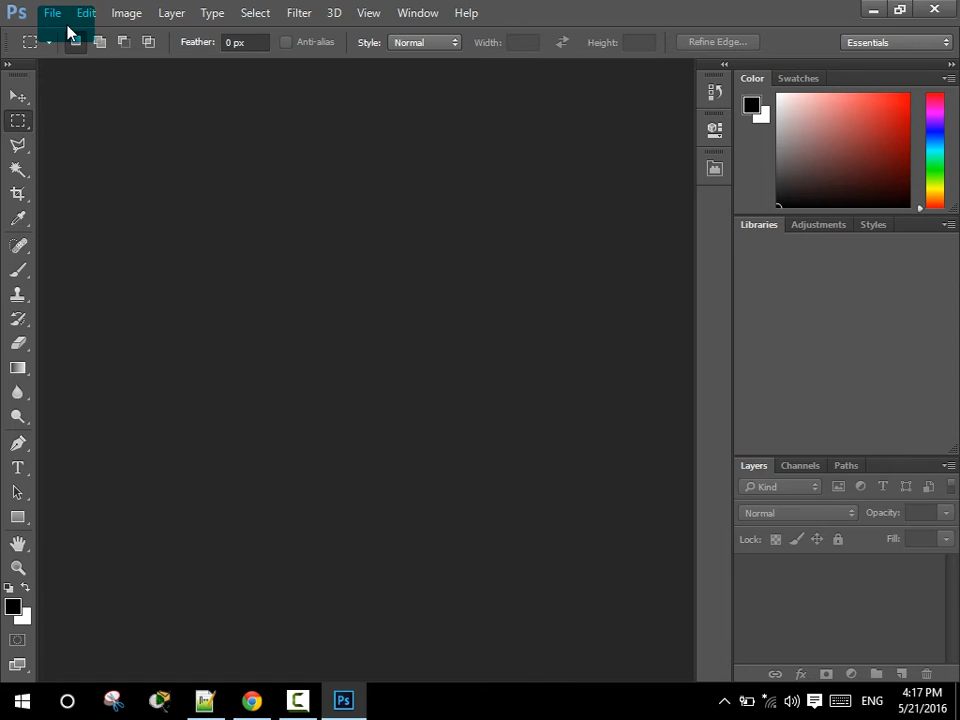 Ps File Edit Image Layer Type Select Filter 3D View Window Help
Feather: 0 px Anti-alias Style: Normal Width: Height: Refine Edge... Essentials
Color Swatches
Libraries Adjustments Styles
Layers Channels Paths
Kind
Normal Opacity:
Lock: Fill:
Ps ENG 4:17 PM
5/21/2016